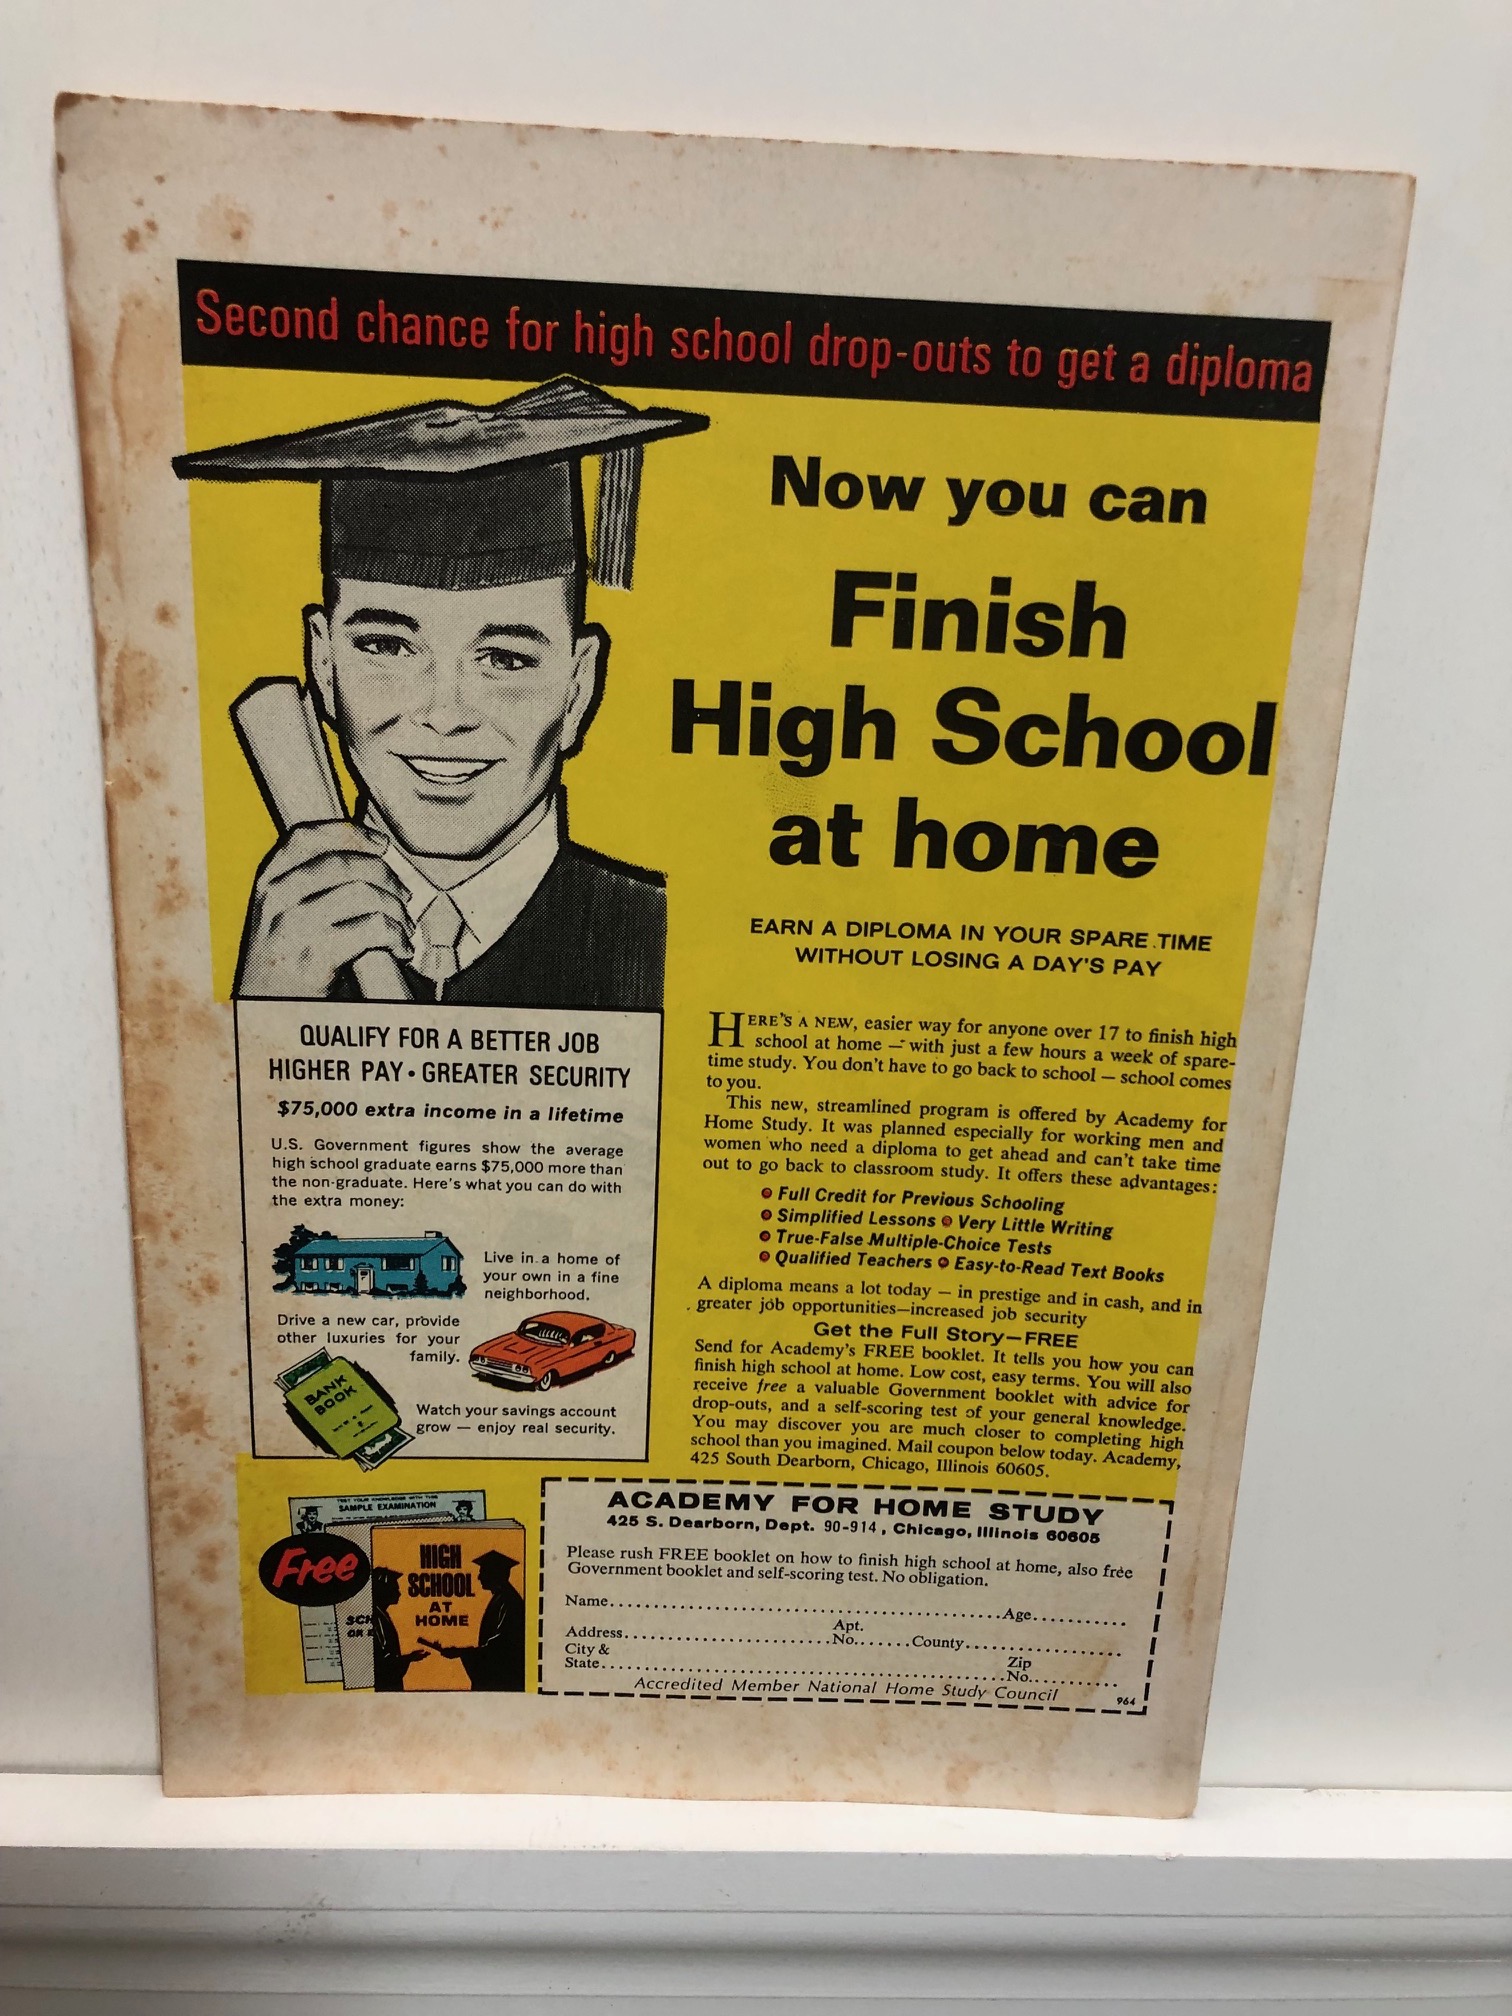 Second chance for high school drop-outs to get a diploma
Now you can
Finish
High School
at home
EARN A DIPLOMA IN YOUR SPARE TIME
WITHOUT LOSING A DAY'S PAY
QUALIFY FOR A BETTER JOB
HIGHER PAY • GREATER SECURITY
$75,000 extra income in a lifetime
U.S. Government figures show the average
high school graduate earns $75,000 more than
the non-graduate. Here's what you can do with
the extra money:
Live in a home of
your own in a fine
neighborhood.
Drive a new car, provide
other luxuries for your
family.
BANK
BOOK
Watch your savings account
grow — enjoy real security.
HERE'S A NEW, easier way for anyone over 17 to finish high
school at home — with just a few hours a week of spare-
time study. You don't have to go back to school — school comes
to you.
This new, streamlined program is offered by Academy for
Home Study. It was planned especially for working men and
women who need a diploma to get ahead and can't take time
out to go back to classroom study. It offers these advantages:
• Full Credit for Previous Schooling
• Simplified Lessons • Very Little Writing
• True-False Multiple-Choice Tests
• Qualified Teachers • Easy-to-Read Text Books
A diploma means a lot today — in prestige and in cash, and in
greater job opportunities—increased job security
Get the Full Story—FREE
Send for Academy's FREE booklet. It tells you how you can
finish high school at home. Low cost, easy terms. You will also
receive free a valuable Government booklet with advice for
drop-outs, and a self-scoring test of your general knowledge.
You may discover you are much closer to completing high
school than you imagined. Mail coupon below today. Academy,
425 South Dearborn, Chicago, Illinois 60605.
TEST YOUR KNOWLEDGE WITH THIS
SAMPLE EXAMINATION
Free
SCH
OR
HIGH
SCHOOL
AT
HOME
ACADEMY FOR HOME STUDY
425 S. Dearborn, Dept. 90-914, Chicago, Illinois 60605
Please rush FREE booklet on how to finish high school at home, also free
Government booklet and self-scoring test. No obligation.
Name Age
Address Apt. No. County
City &
State Zip No.
Accredited Member National Home Study Council
964